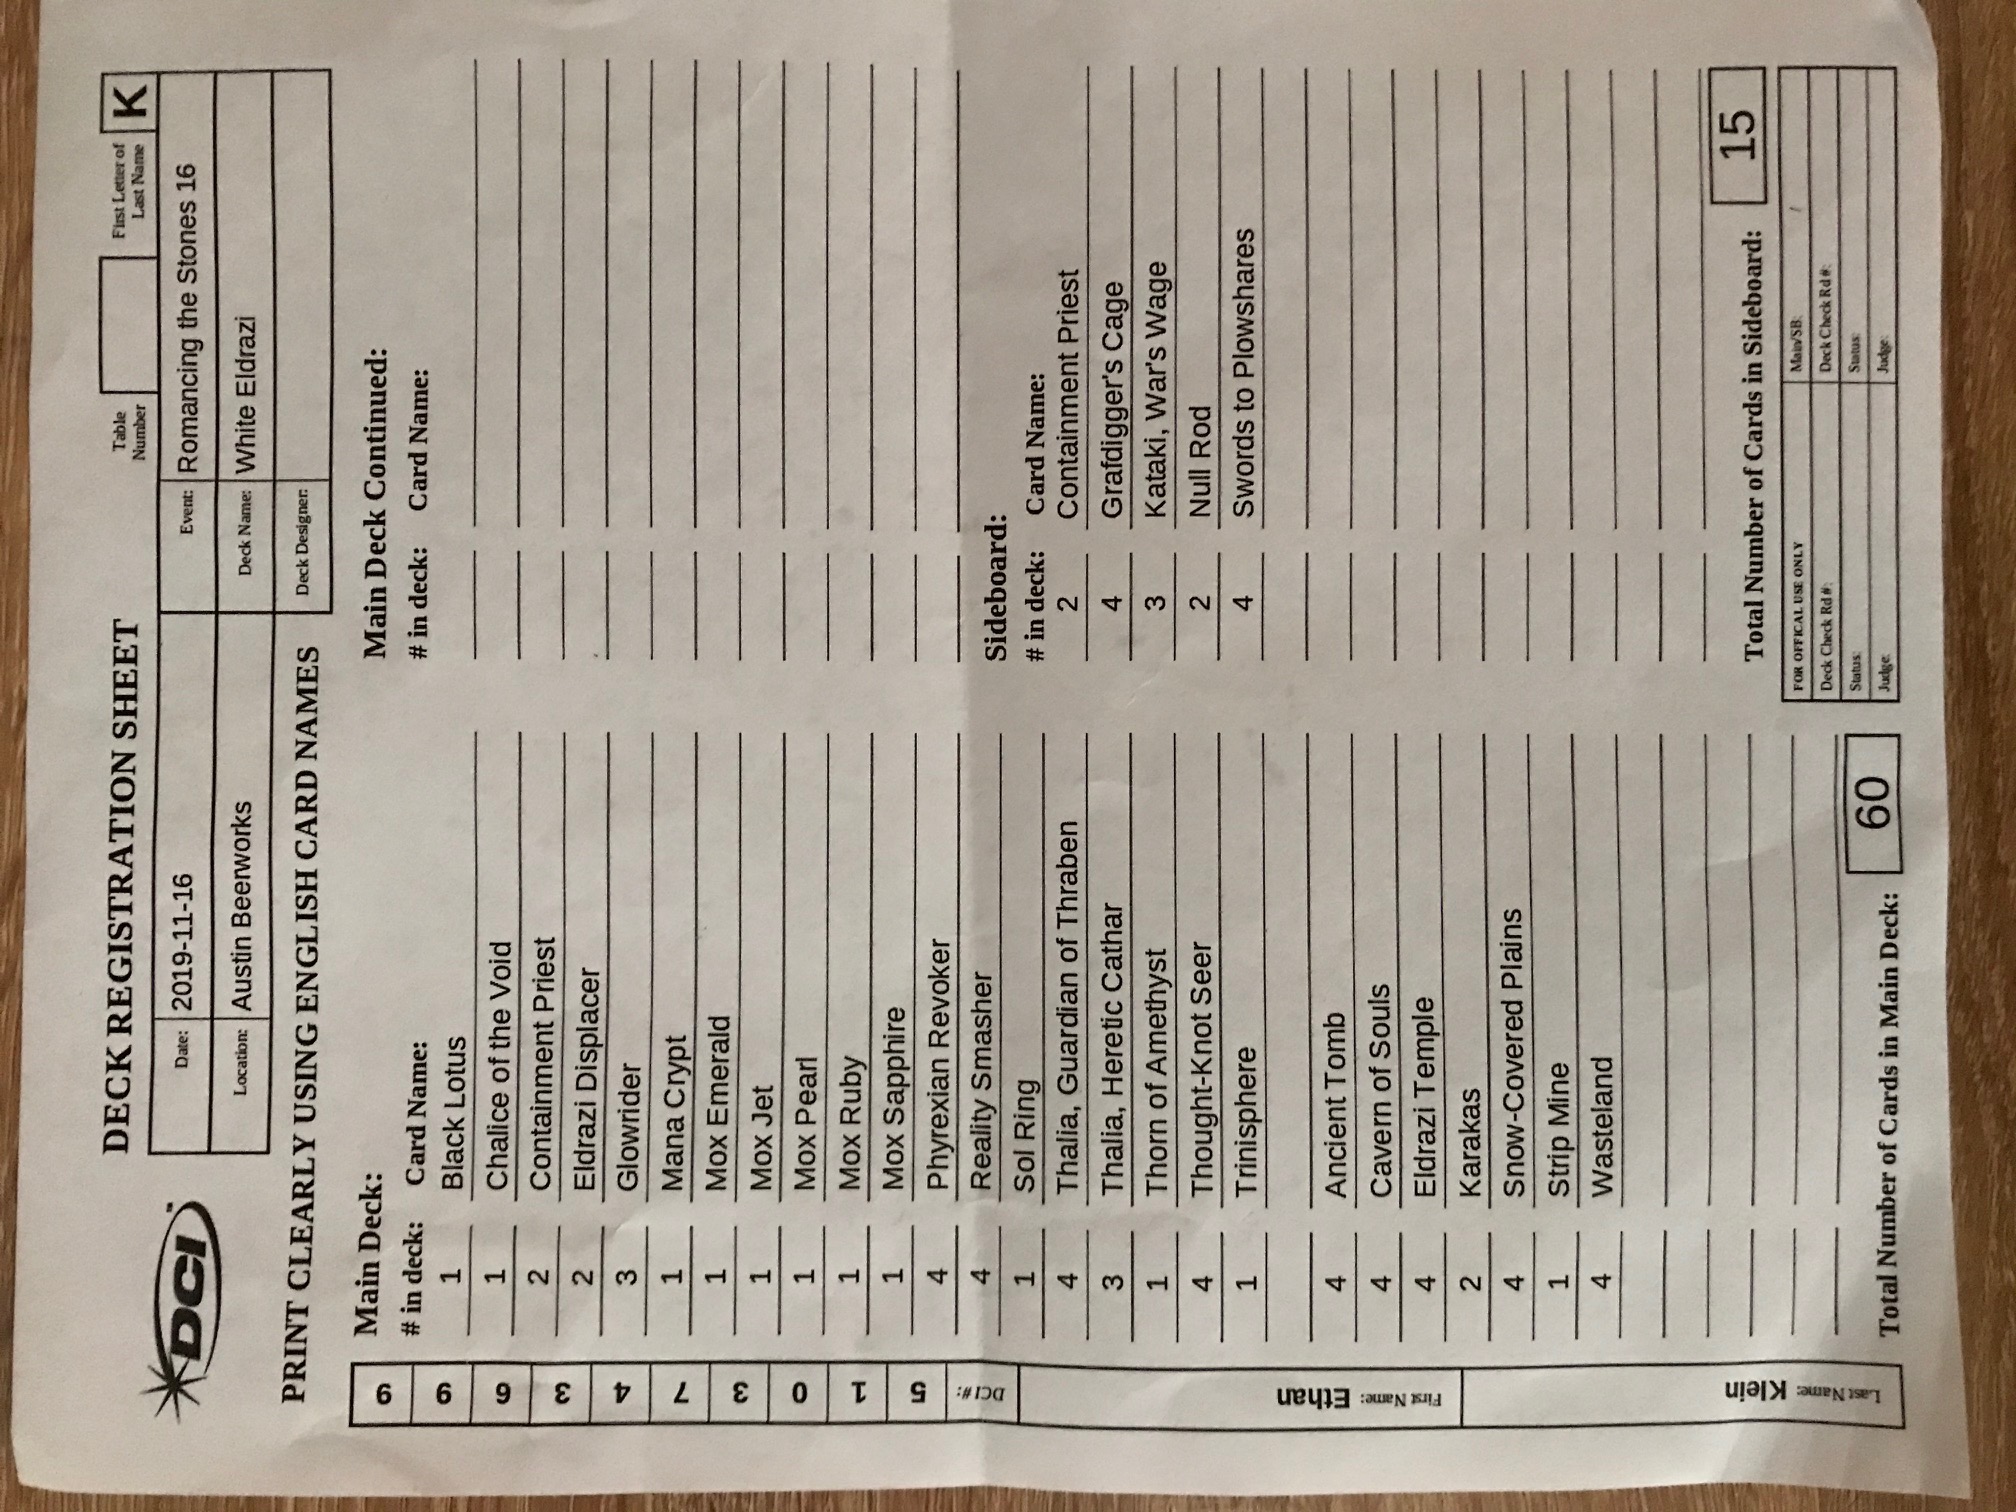 DECK REGISTRATION SHEET
Table Number
First Letter of Last Name K
DCI™
Date: 2019-11-16
Event: Romancing the Stones 16
Location: Austin Beerworks
Deck Name: White Eldrazi
Deck Designer:
PRINT CLEARLY USING ENGLISH CARD NAMES
Last Name: Klein
First Name: Ethan
DCI #: 5 1 0 3 7 4 3 6 9 9
Main Deck:
# in deck: Card Name:
1 Black Lotus
1 Chalice of the Void
2 Containment Priest
2 Eldrazi Displacer
3 Glowrider
1 Mana Crypt
1 Mox Emerald
1 Mox Jet
1 Mox Pearl
1 Mox Ruby
1 Mox Sapphire
4 Phyrexian Revoker
4 Reality Smasher
1 Sol Ring
4 Thalia, Guardian of Thraben
3 Thalia, Heretic Cathar
1 Thorn of Amethyst
4 Thought-Knot Seer
1 Trinisphere
4 Ancient Tomb
4 Cavern of Souls
4 Eldrazi Temple
2 Karakas
4 Snow-Covered Plains
1 Strip Mine
4 Wasteland
Total Number of Cards in Main Deck: 60
Main Deck Continued:
# in deck: Card Name:
Sideboard:
# in deck: Card Name:
2 Containment Priest
4 Grafdigger's Cage
3 Kataki, War's Wage
2 Null Rod
4 Swords to Plowshares
Total Number of Cards in Sideboard: 15
FOR OFFICAL USE ONLY
Main/SB: /
Deck Check Rd #:
Deck Check Rd #:
Status:
Status:
Judge:
Judge: